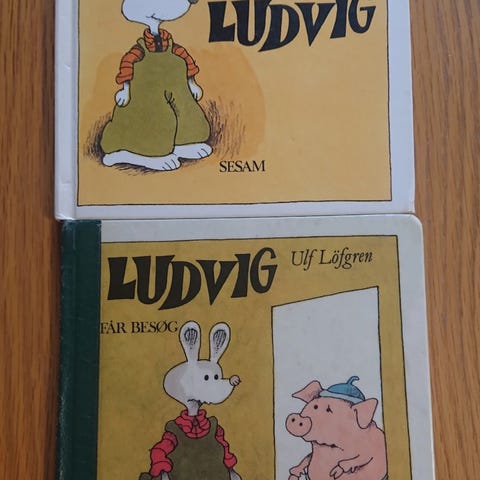 LUDVIG
SESAM
LUDVIG
Ulf Löfgren
FÅR BESØG